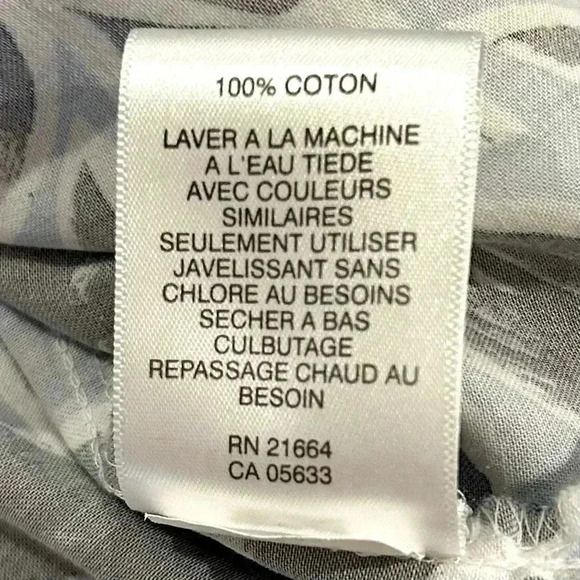 100% COTON
LAVER A LA MACHINE
A L'EAU TIEDE
AVEC COULEURS
SIMILAIRES
SEULEMENT UTILISER
JAVELISSANT SANS
CHLORE AU BESOINS
SECHER A BAS
CULBUTAGE
REPASSAGE CHAUD AU
BESOIN
RN 21664
CA 05633